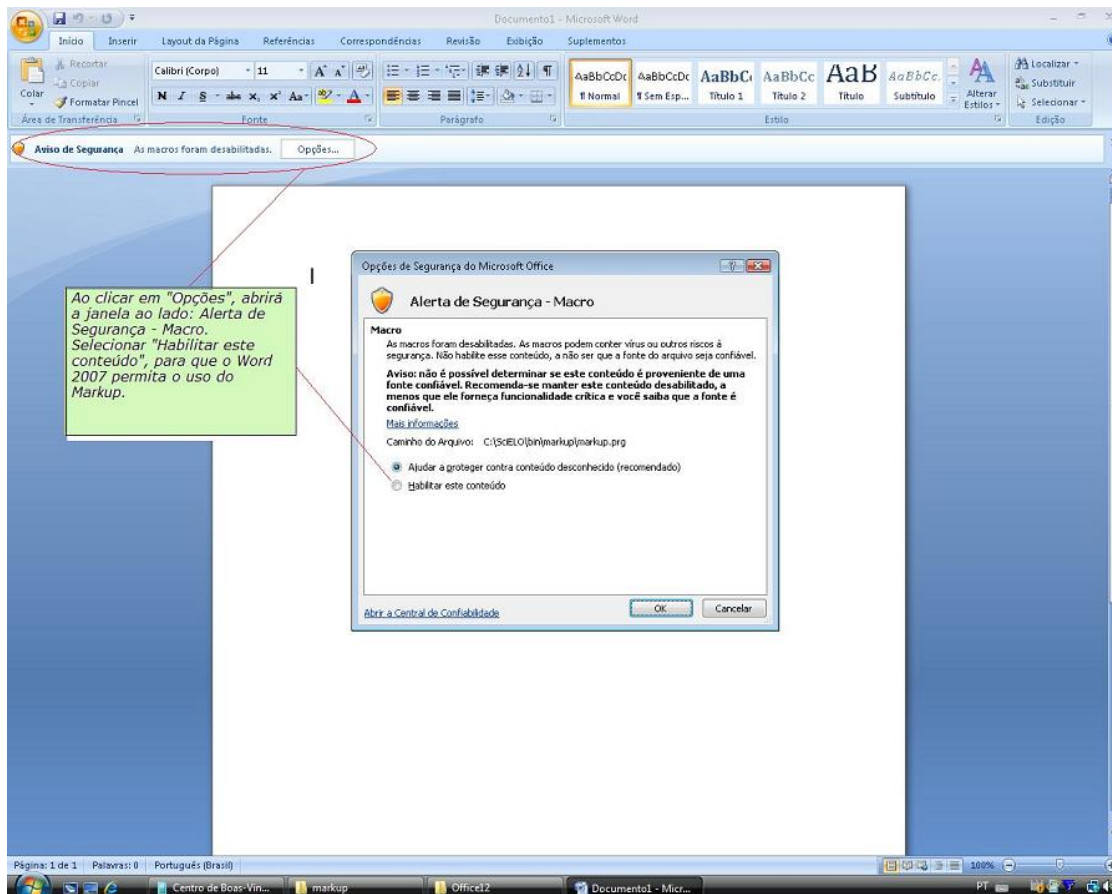 Documento1 - Microsoft Word
Início Inserir Layout da Página Referências Correspondências Revisão Exibição Suplementos
Colar
Recortar
Copiar
Formatar Pincel
Área de Transferência
Calibri (Corpo) 11
N I S abe X, X² Aa
Fonte
Parágrafo
AaBbCcDc AaBbCcDc AaBbC AaBbCc AaB AaBbCc.
¶ Normal ¶ Sem Esp... Título 1 Título 2 Título Subtítulo
Alterar Estilos
Estilo
Localizar
Substituir
Selecionar
Edição
Aviso de Segurança As macros foram desabilitadas. Opções...
Ao clicar em "Opções", abrirá
a janela ao lado: Alerta de
Segurança - Macro.
Selecionar "Habilitar este
conteúdo", para que o Word
2007 permita o uso do
Markup.
Opções de Segurança do Microsoft Office
Alerta de Segurança - Macro
Macro
As macros foram desabilitadas. As macros podem conter vírus ou outros riscos à
segurança. Não habilite esse conteúdo, a não ser que a fonte do arquivo seja confiável.
Aviso: não é possível determinar se este conteúdo é proveniente de uma
fonte confiável. Recomenda-se manter este conteúdo desabilitado, a
menos que ele forneça funcionalidade crítica e você saiba que a fonte é
confiável.
Mais informações
Caminho do Arquivo: C:\SciELO\bin\markup\markup.prg
Ajudar a proteger contra conteúdo desconhecido (recomendado)
Habilitar este conteúdo
Abrir a Central de Confiabilidade
OK Cancelar
Página: 1 de 1 Palavras: 0 Português (Brasil) 100%
Centro de Boas-Vin... markup Office12 Documento1 - Micr... PT